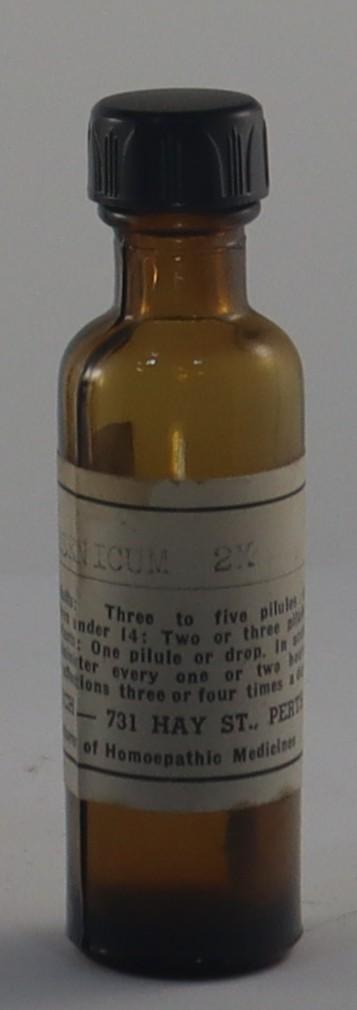 NICUM 2X
Three to five pilules
under 14: Two or three
One pilule or drop. In
every one or two
three or four times a
— 731 HAY ST., PERT
of Homoepathic Medicines